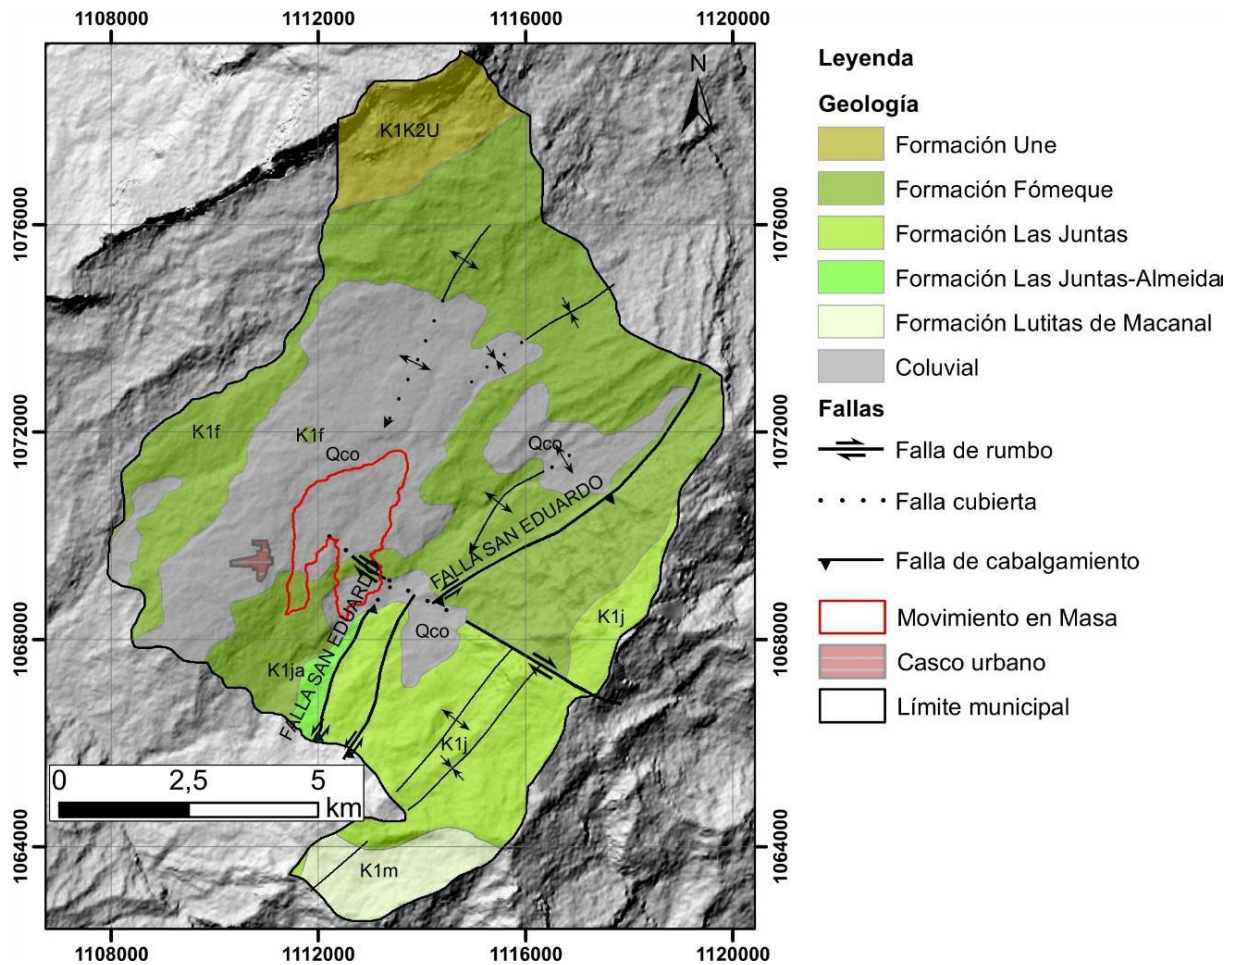 1108000 1112000 1116000 1120000
1076000 1076000
1072000 1072000
1068000 1068000
1064000 1064000
N
K1K2U
K1f
K1f
Qco
Qco
FALLA SAN EDUARDO
FALLA SAN EDUARDO
K1j
Qco
K1ja
K1j
K1m
0 2,5 5
km
1108000 1112000 1116000 1120000
Leyenda
Geología
Formación Une
Formación Fómeque
Formación Las Juntas
Formación Las Juntas-Almeida
Formación Lutitas de Macanal
Coluvial
Fallas
Falla de rumbo
Falla cubierta
Falla de cabalgamiento
Movimiento en Masa
Casco urbano
Límite municipal